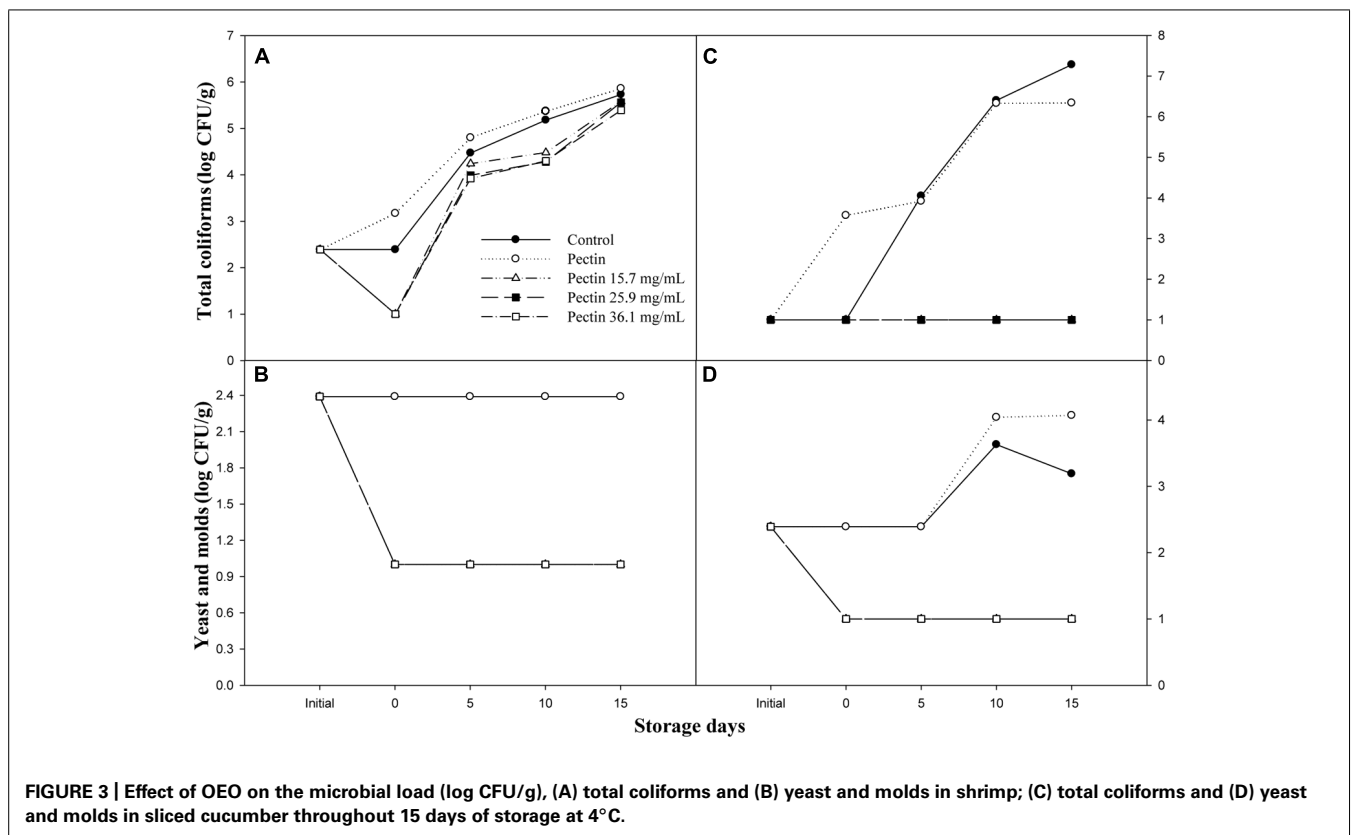 A
C
Total coliforms (log CFU/g)
7
6
5
4
3
2
1
0
8
7
6
5
4
3
2
1
0
Control
Pectin
Pectin 15.7 mg/mL
Pectin 25.9 mg/mL
Pectin 36.1 mg/mL
B
D
Yeast and molds (log CFU/g)
2.4
2.1
1.8
1.5
1.2
0.9
0.6
0.3
0.0
4
3
2
1
0
Initial 0 5 10 15
Initial 0 5 10 15
Storage days
FIGURE 3 | Effect of OEO on the microbial load (log CFU/g), (A) total coliforms and (B) yeast and molds in shrimp; (C) total coliforms and (D) yeast
and molds in sliced cucumber throughout 15 days of storage at 4°C.